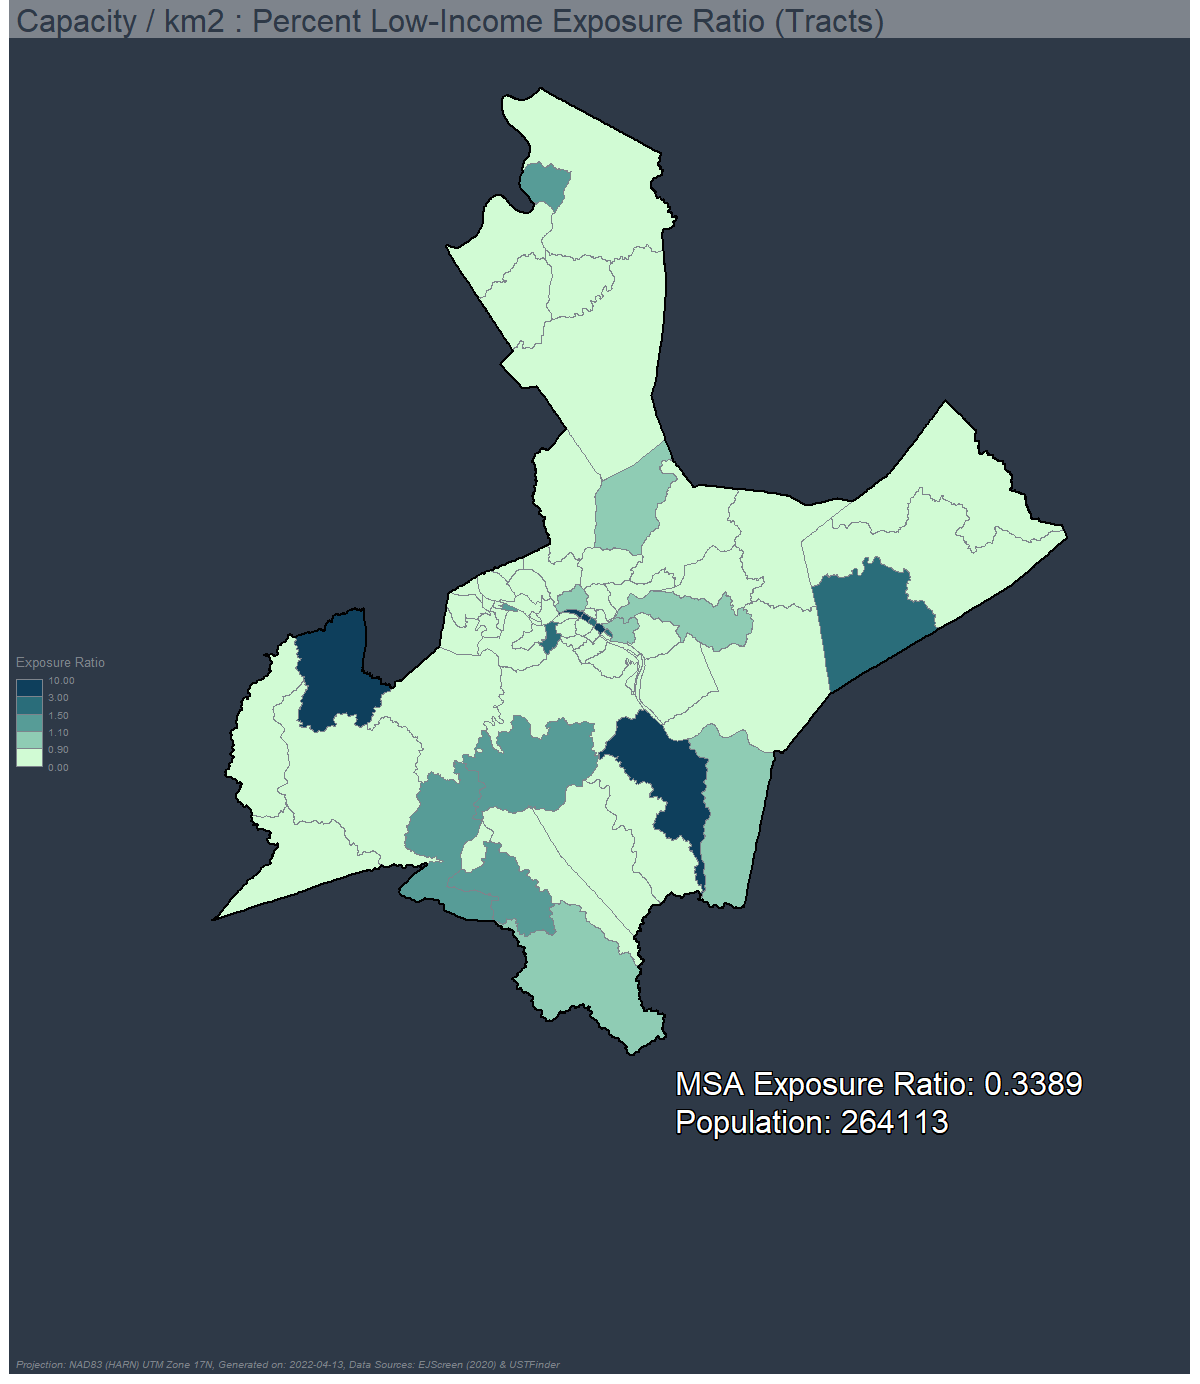 Capacity / km2 : Percent Low-Income Exposure Ratio (Tracts)
Exposure Ratio
10.00
3.00
1.50
1.10
0.90
0.00
MSA Exposure Ratio: 0.3389
Population: 264113
Projection: NAD83 (HARN) UTM Zone 17N, Generated on: 2022-04-13, Data Sources: EJScreen (2020) & USTFinder